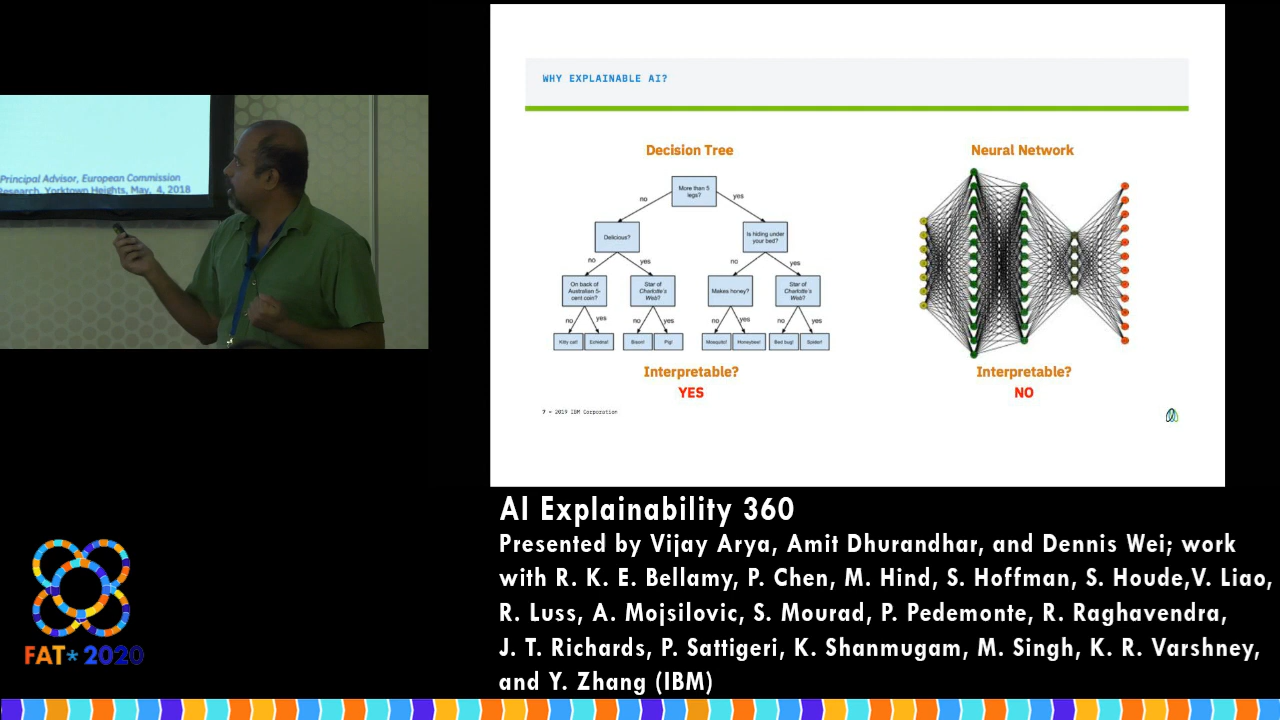 Principal Advisor, European Commission
Research, Yorktown Heights, May, 4, 2018
WHY EXPLAINABLE AI?
Decision Tree
More than 5
legs?
no
yes
Delicious?
Is hiding under
your bed?
no
yes
no
yes
On back of
Australian 5-
cent coin?
Star of
Charlotte's
Web?
Makes honey?
Star of
Charlotte's
Web?
no
yes
no
yes
no
yes
no
yes
Kitty cat!
Echidna!
Bison!
Pig!
Mosquito!
Honeybee!
Bed bug!
Spider!
Interpretable?
YES
Neural Network
Interpretable?
NO
7 © 2019 IBM Corporation
AI Explainability 360
Presented by Vijay Arya, Amit Dhurandhar, and Dennis Wei; work
with R. K. E. Bellamy, P. Chen, M. Hind, S. Hoffman, S. Houde,V. Liao,
R. Luss, A. Mojsilovic, S. Mourad, P. Pedemonte, R. Raghavendra,
J. T. Richards, P. Sattigeri, K. Shanmugam, M. Singh, K. R. Varshney,
and Y. Zhang (IBM)
FAT* 2020